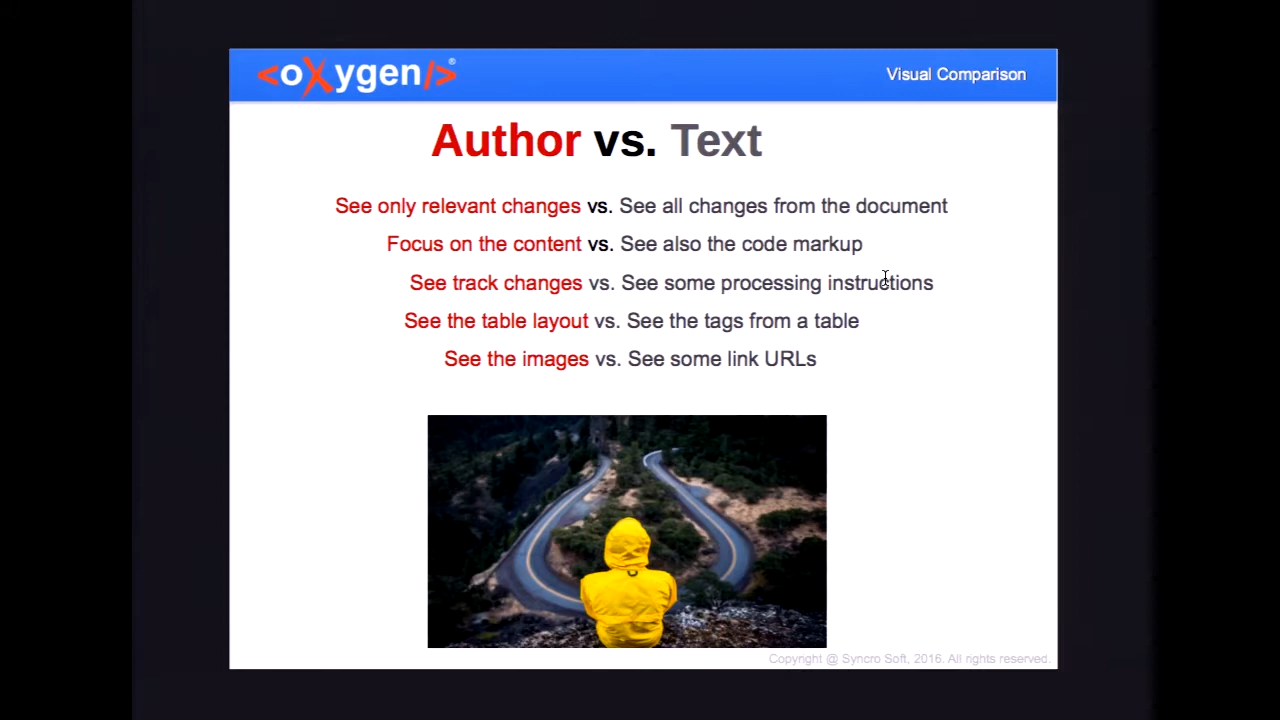 <oXygen/>®
Visual Comparison
Author vs. Text
See only relevant changes vs. See all changes from the document
Focus on the content vs. See also the code markup
See track changes vs. See some processing instructions
See the table layout vs. See the tags from a table
See the images vs. See some link URLs
Copyright @ Syncro Soft, 2016. All rights reserved.